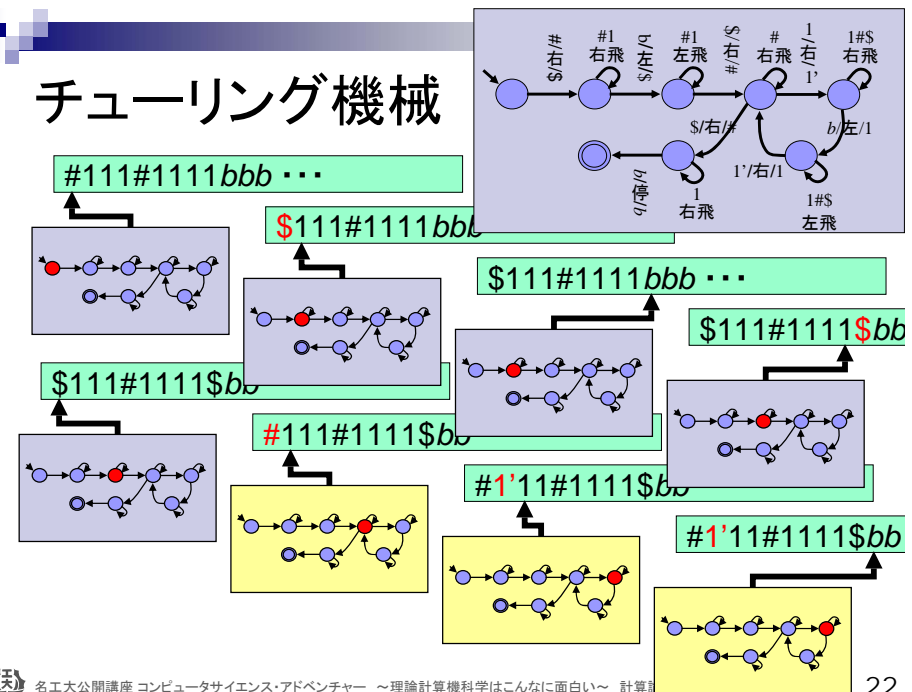 チューリング機械
#/右/$
#1
右飛
b/左/$
#1
左飛
$/右/#
#
右飛
1/右/
1'
1#$
右飛
$/右/#
b/左/1
1'/右/1
b/停/b
1
右飛
1#$
左飛
#111#1111bbb ・・・
$111#1111bbb
$111#1111bbb ・・・
$111#1111$bb
$111#1111$bb
#111#1111$bb
#1'11#1111$bb
#1'11#1111$bb
名工大公開講座 コンピュータサイエンス・アドベンチャー ～理論計算機科学はこんなに面白い～ 計算
22